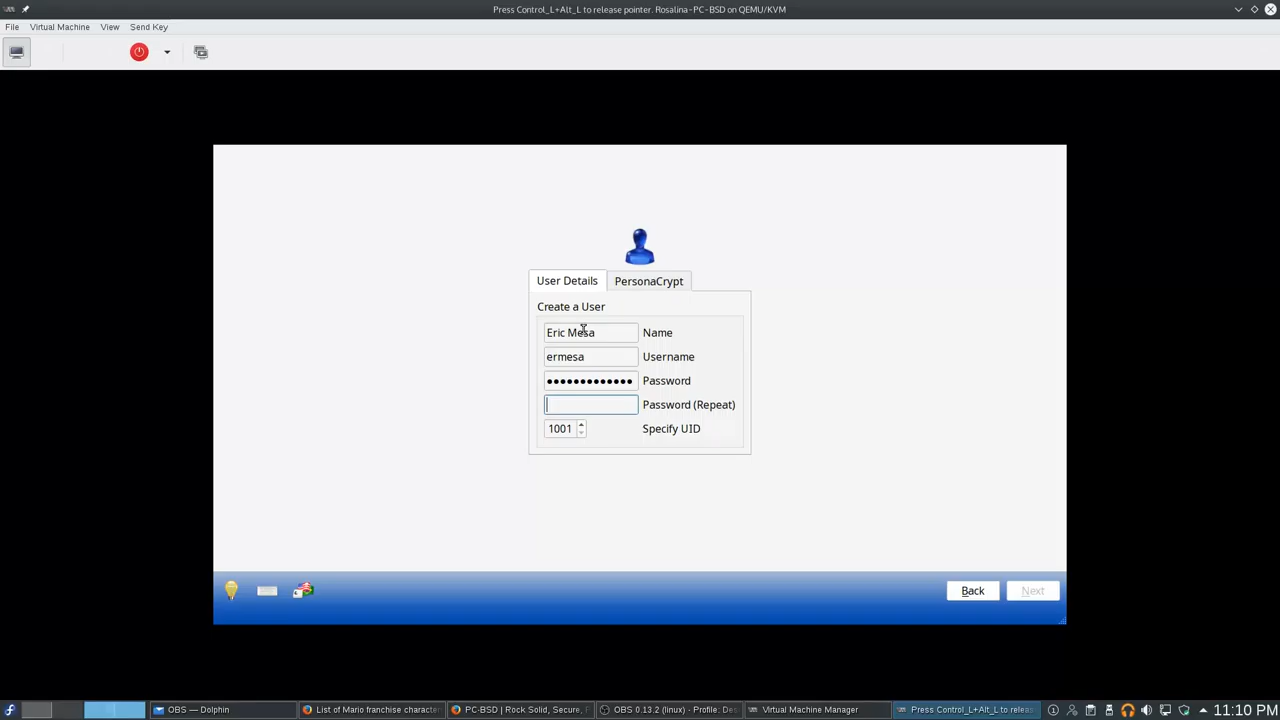 Press Control_L+Alt_L to release pointer. Rosalina-PC-BSD on QEMU/KVM
File Virtual Machine View Send Key
User Details PersonaCrypt
Create a User
Eric Mesa Name
ermesa Username
●●●●●●●●●●●●● Password
Password (Repeat)
1001 Specify UID
Back Next
OBS — Dolphin List of Mario franchise character PC-BSD | Rock Solid, Secure, F OBS 0.13.2 (linux) - Profile: Des Virtual Machine Manager Press Control_L+Alt_L to releas 11:10 PM